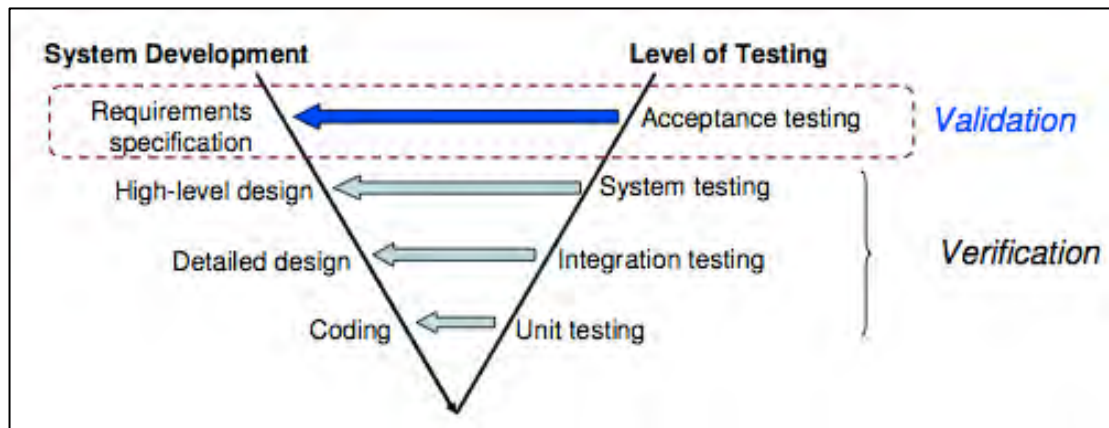 System Development
Level of Testing
Requirements
specification
Acceptance testing
Validation
High-level design
System testing
Detailed design
Integration testing
Verification
Coding
Unit testing